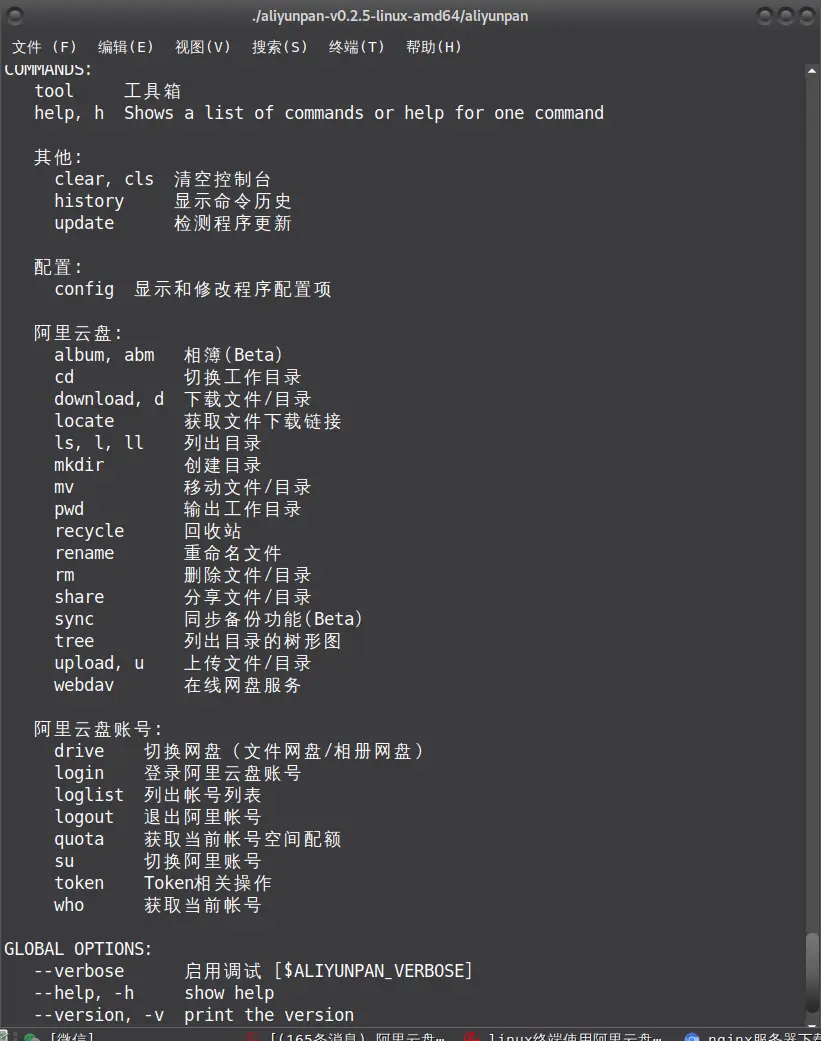 ./aliyunpan-v0.2.5-linux-amd64/aliyunpan
文件 (F) 编辑(E) 视图(V) 搜索(S) 终端(T) 帮助(H)
COMMANDS:
tool 工具箱
help, h Shows a list of commands or help for one command
其他:
clear, cls 清空控制台
history 显示命令历史
update 检测程序更新
配置:
config 显示和修改程序配置项
阿里云盘:
album, abm 相簿(Beta)
cd 切换工作目录
download, d 下载文件/目录
locate 获取文件下载链接
ls, l, ll 列出目录
mkdir 创建目录
mv 移动文件/目录
pwd 输出工作目录
recycle 回收站
rename 重命名文件
rm 删除文件/目录
share 分享文件/目录
sync 同步备份功能(Beta)
tree 列出目录的树形图
upload, u 上传文件/目录
webdav 在线网盘服务
阿里云盘账号:
drive 切换网盘（文件网盘/相册网盘）
login 登录阿里云盘账号
loglist 列出帐号列表
logout 退出阿里帐号
quota 获取当前帐号空间配额
su 切换阿里账号
token Token相关操作
who 获取当前帐号
GLOBAL OPTIONS:
--verbose 启用调试 [$ALIYUNPAN_VERBOSE]
--help, -h show help
--version, -v print the version
[微信] [(165条消息) 阿里云盘… linux终端使用阿里云盘… nginx服务器下载